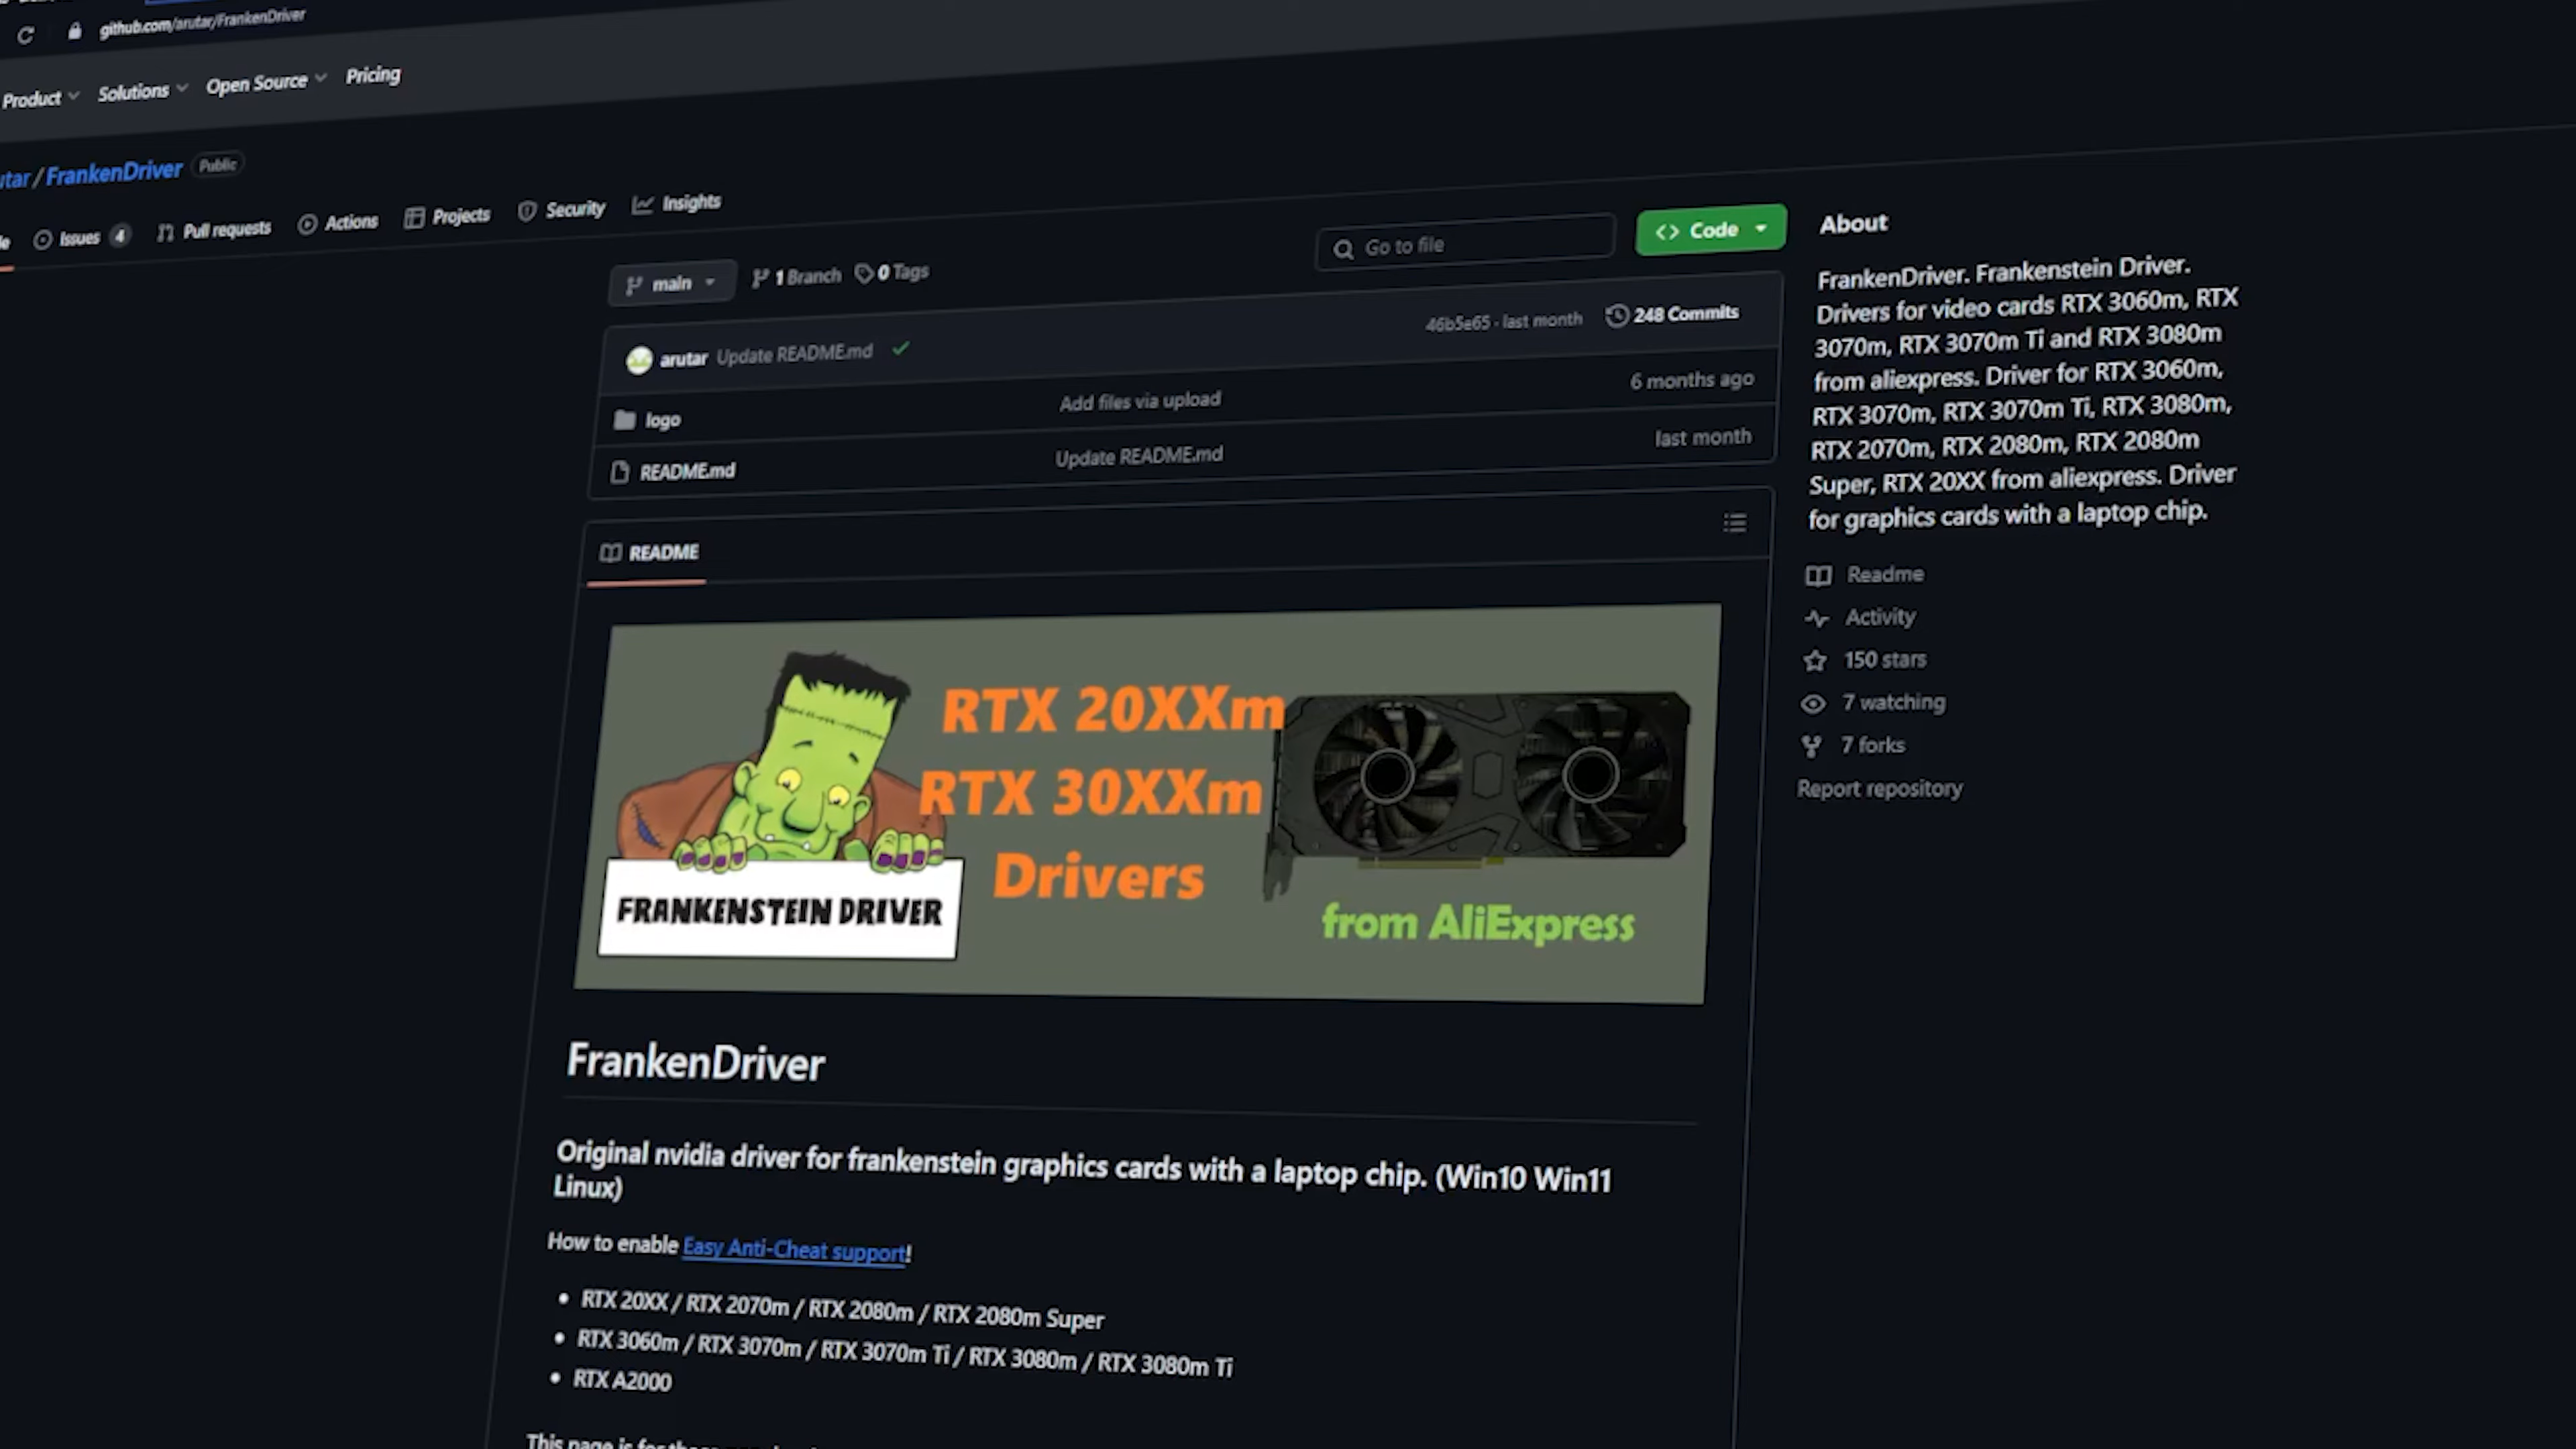 github.com/arutar/FrankenDriver
Product
Solutions
Open Source
Pricing
utar/FrankenDriver Public
Issues 4
Pull requests
Actions
Projects
Security
Insights
main
1 Branch
0 Tags
Go to file
Code
arutar Update README.md
46b5e65 · last month
248 Commits
logo
Add files via upload
6 months ago
README.md
Update README.md
last month
README
FRANKENSTEIN DRIVER
RTX 20XXm
RTX 30XXm
Drivers
from AliExpress
FrankenDriver
Original nvidia driver for frankenstein graphics cards with a laptop chip. (Win10 Win11
Linux)
How to enable Easy Anti-Cheat support!
RTX 20XX / RTX 2070m / RTX 2080m / RTX 2080m Super
RTX 3060m / RTX 3070m / RTX 3070m Ti / RTX 3080m / RTX 3080m Ti
RTX A2000
This page is for
About
FrankenDriver. Frankenstein Driver.
Drivers for video cards RTX 3060m, RTX
3070m, RTX 3070m Ti and RTX 3080m
from aliexpress. Driver for RTX 3060m,
RTX 3070m, RTX 3070m Ti, RTX 3080m,
RTX 2070m, RTX 2080m, RTX 2080m
Super, RTX 20XX from aliexpress. Driver
for graphics cards with a laptop chip.
Readme
Activity
150 stars
7 watching
7 forks
Report repository